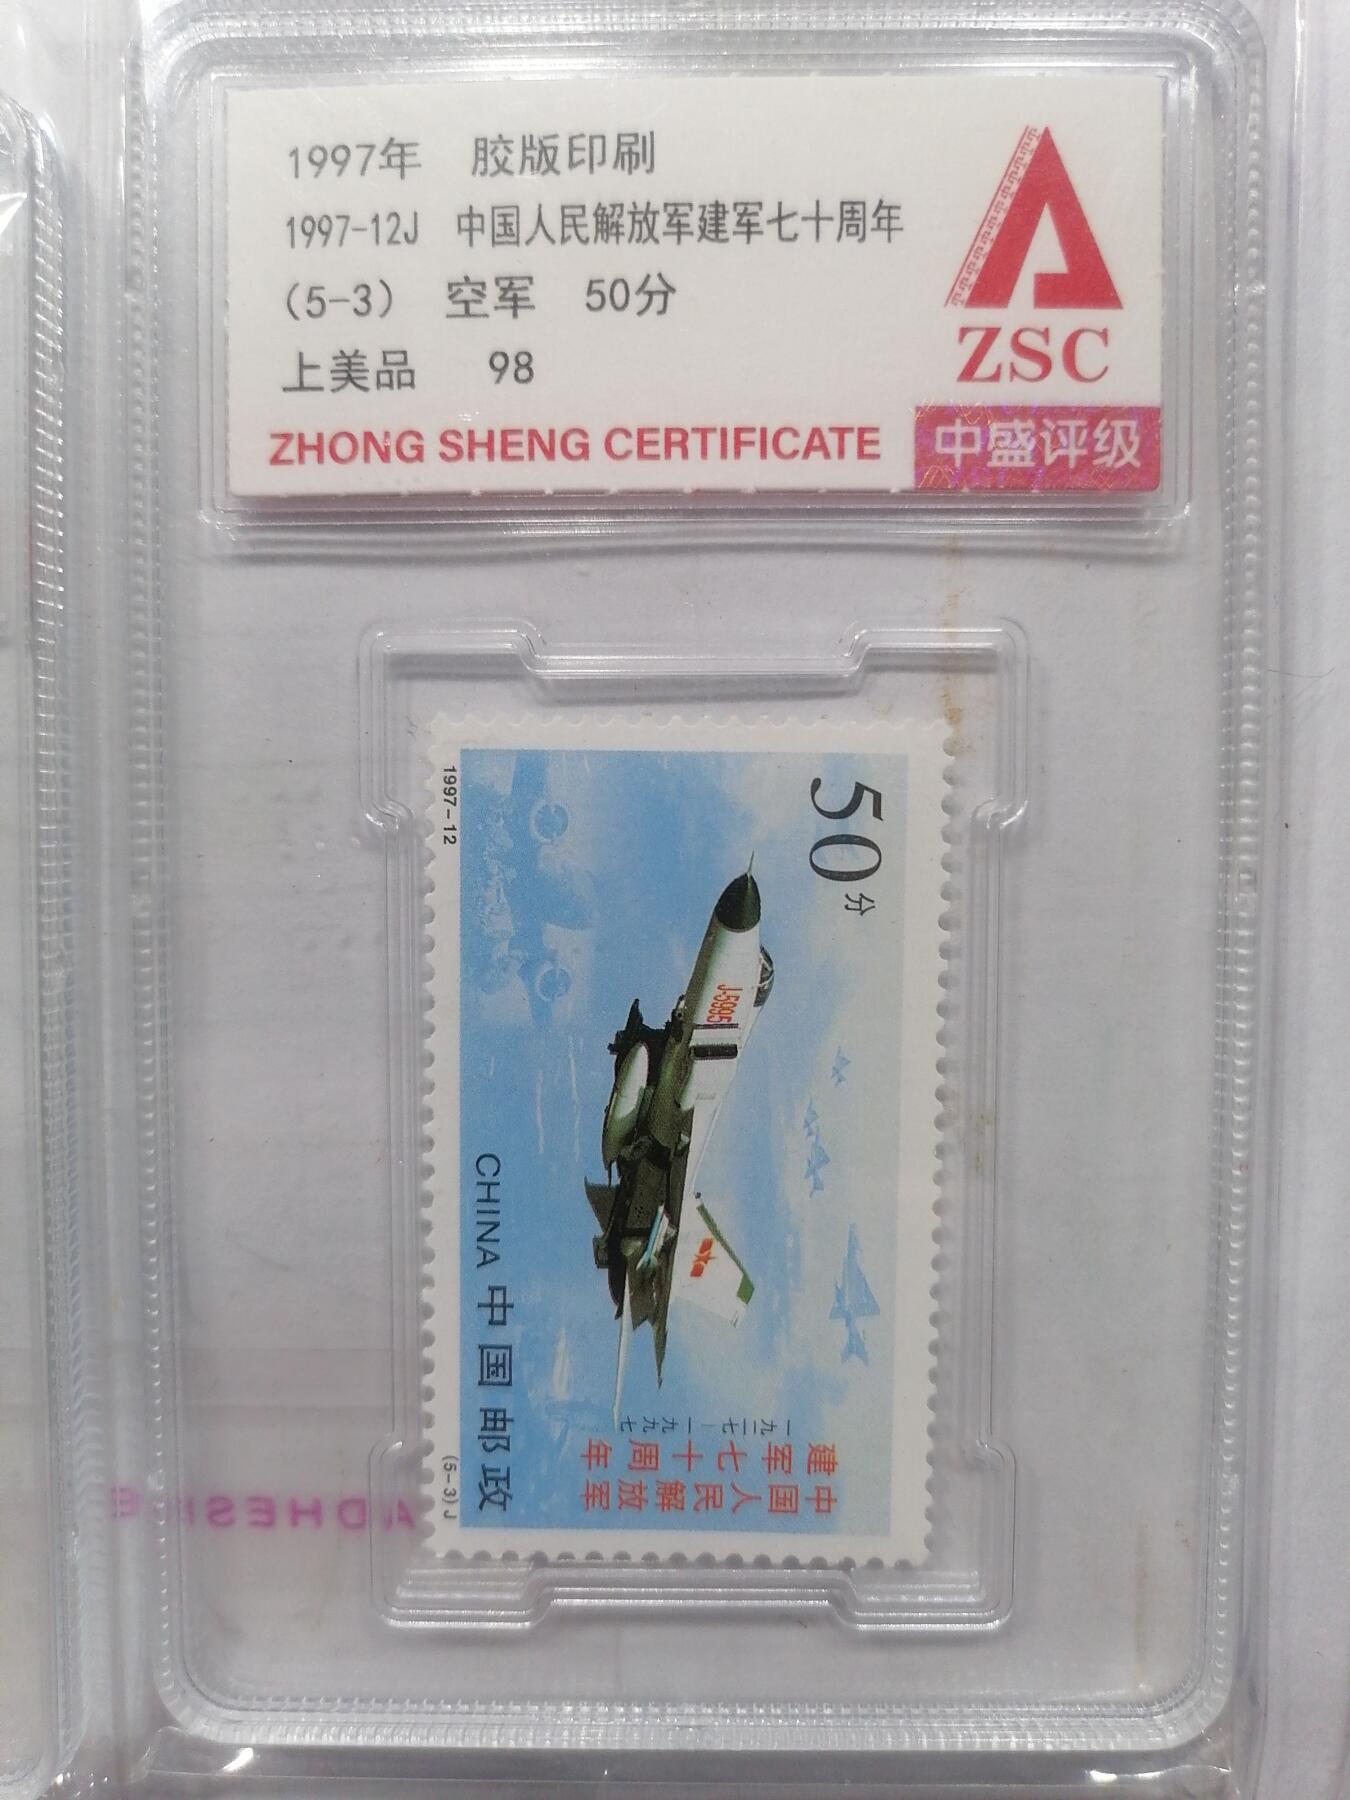 1997年 胶版印刷
1997-12J 中国人民解放军建军七十周年
(5-3) 空军 50分
上美品 98
ZHONG SHENG CERTIFICATE
ZSC
中盛评级
50分
J-5995
1997-12
CHINA 中国邮政
(5-3)J
一九二七—一九九七
中国人民解放军
建军七十周年